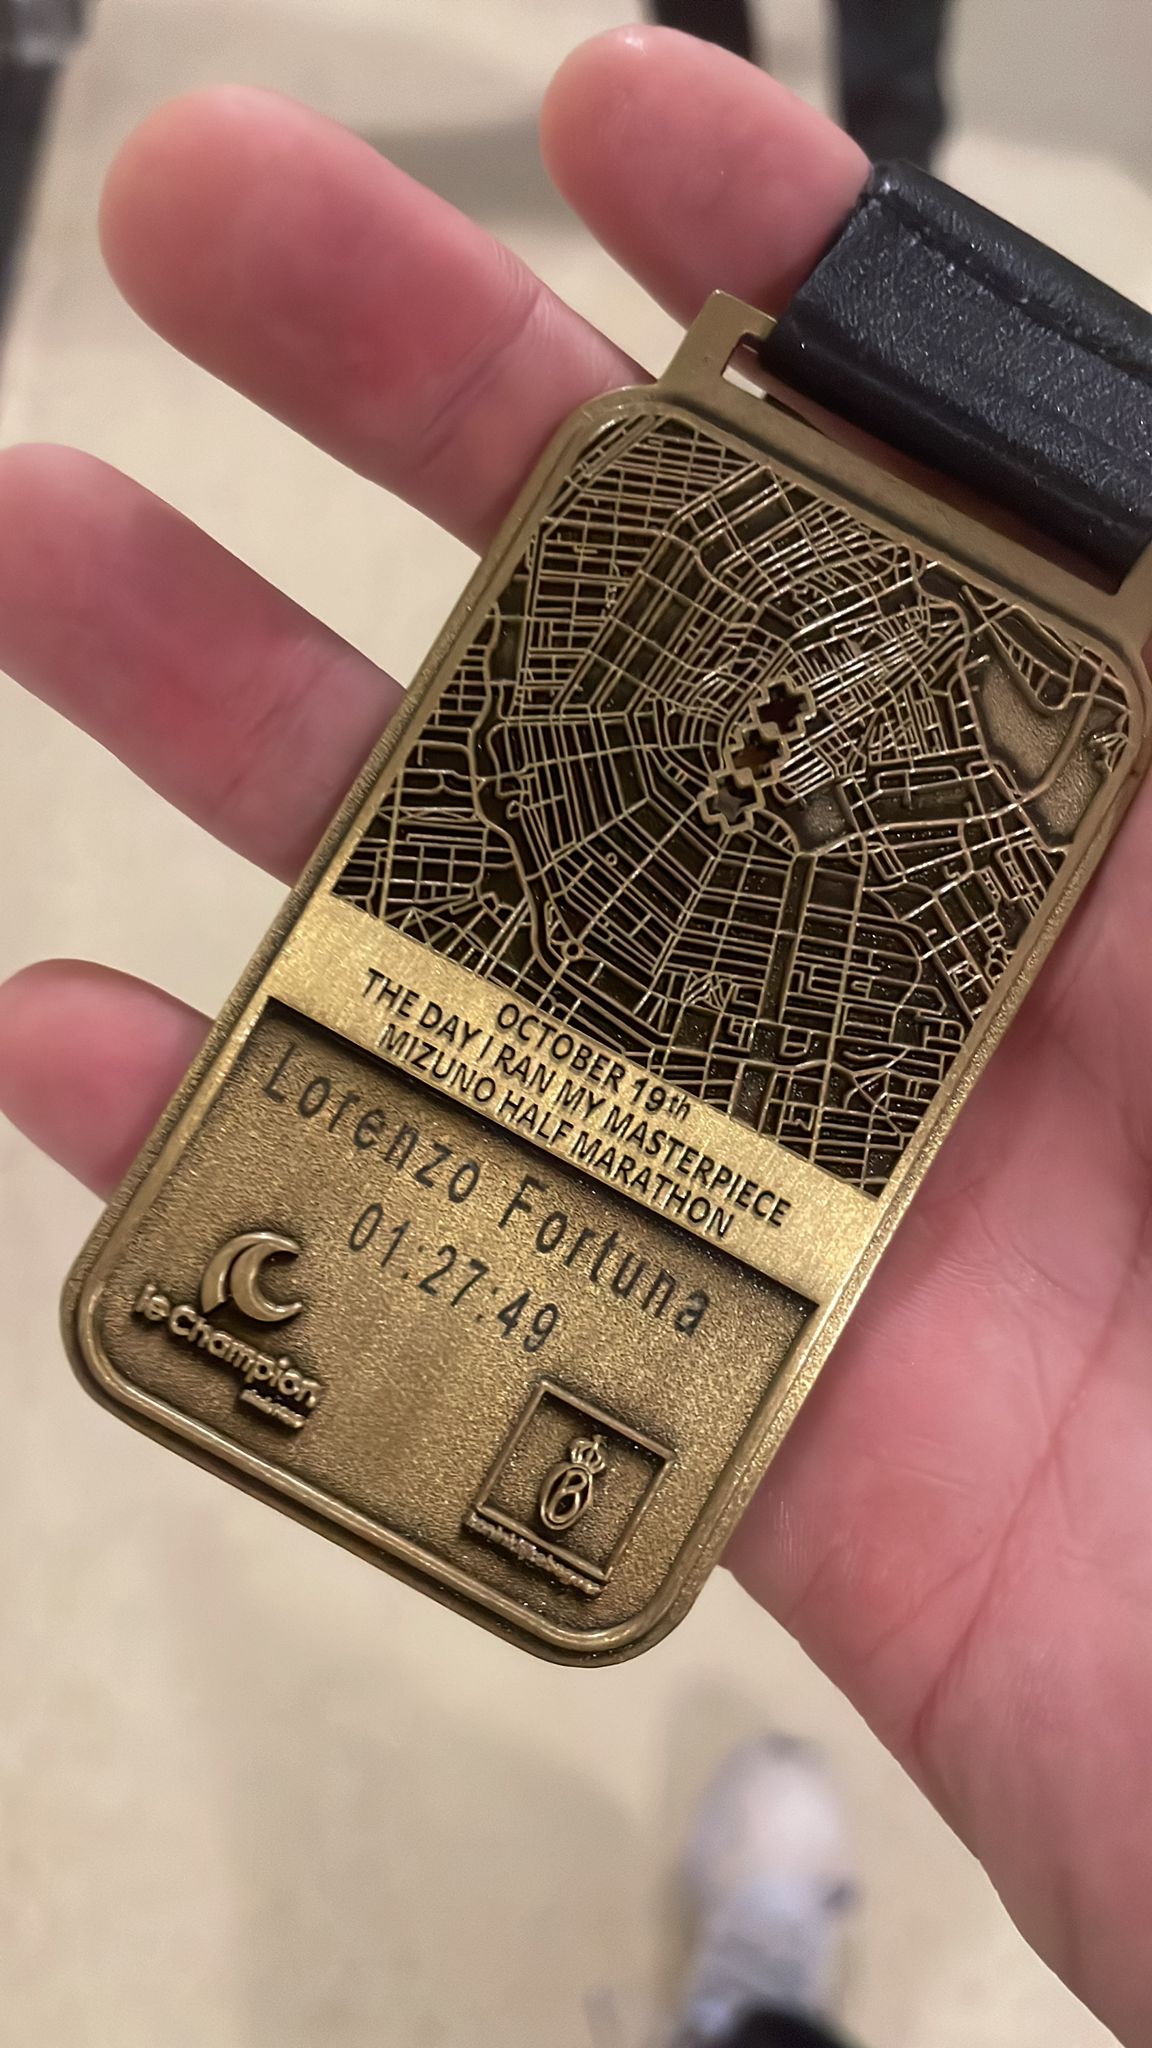 OCTOBER 19th
THE DAY I RAN MY MASTERPIECE
MIZUNO HALF MARATHON
Lorenzo Fortuna
01:27:49
le Champion